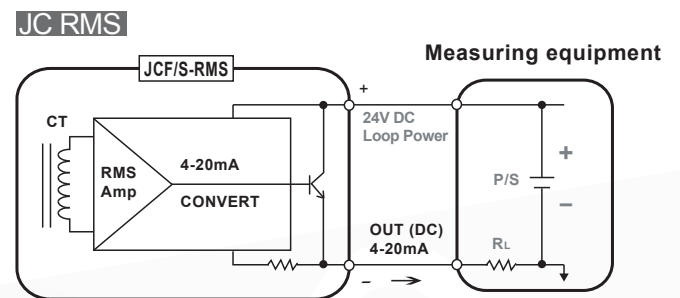 JC RMS
Measuring equipment
JCF/S-RMS
CT
RMS
Amp
4-20mA
CONVERT
+
24V DC
Loop Power
OUT (DC)
4-20mA
–
→
P/S
+
–
RL